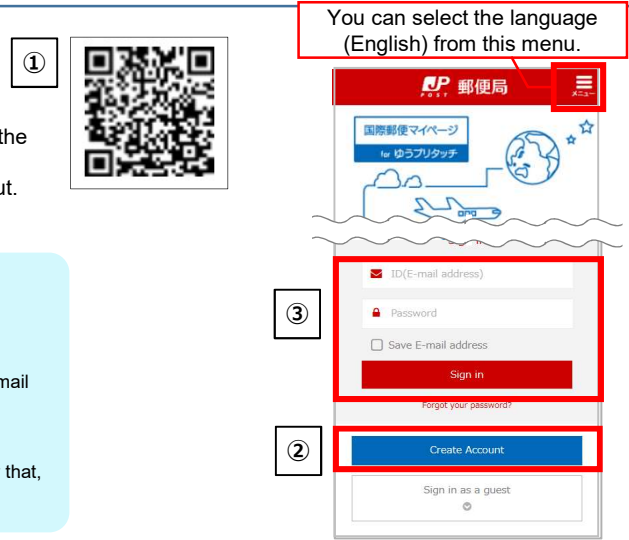 You can select the language
(English) from this menu.
①
the
ut.
JP
POST
郵便局
メニュー
国際郵便マイページ
for ゆうプリタッチ
③
ID(E-mail address)
Password
Save E-mail address
Sign in
Forgot your password?
mail
②
Create Account
that,
Sign in as a guest